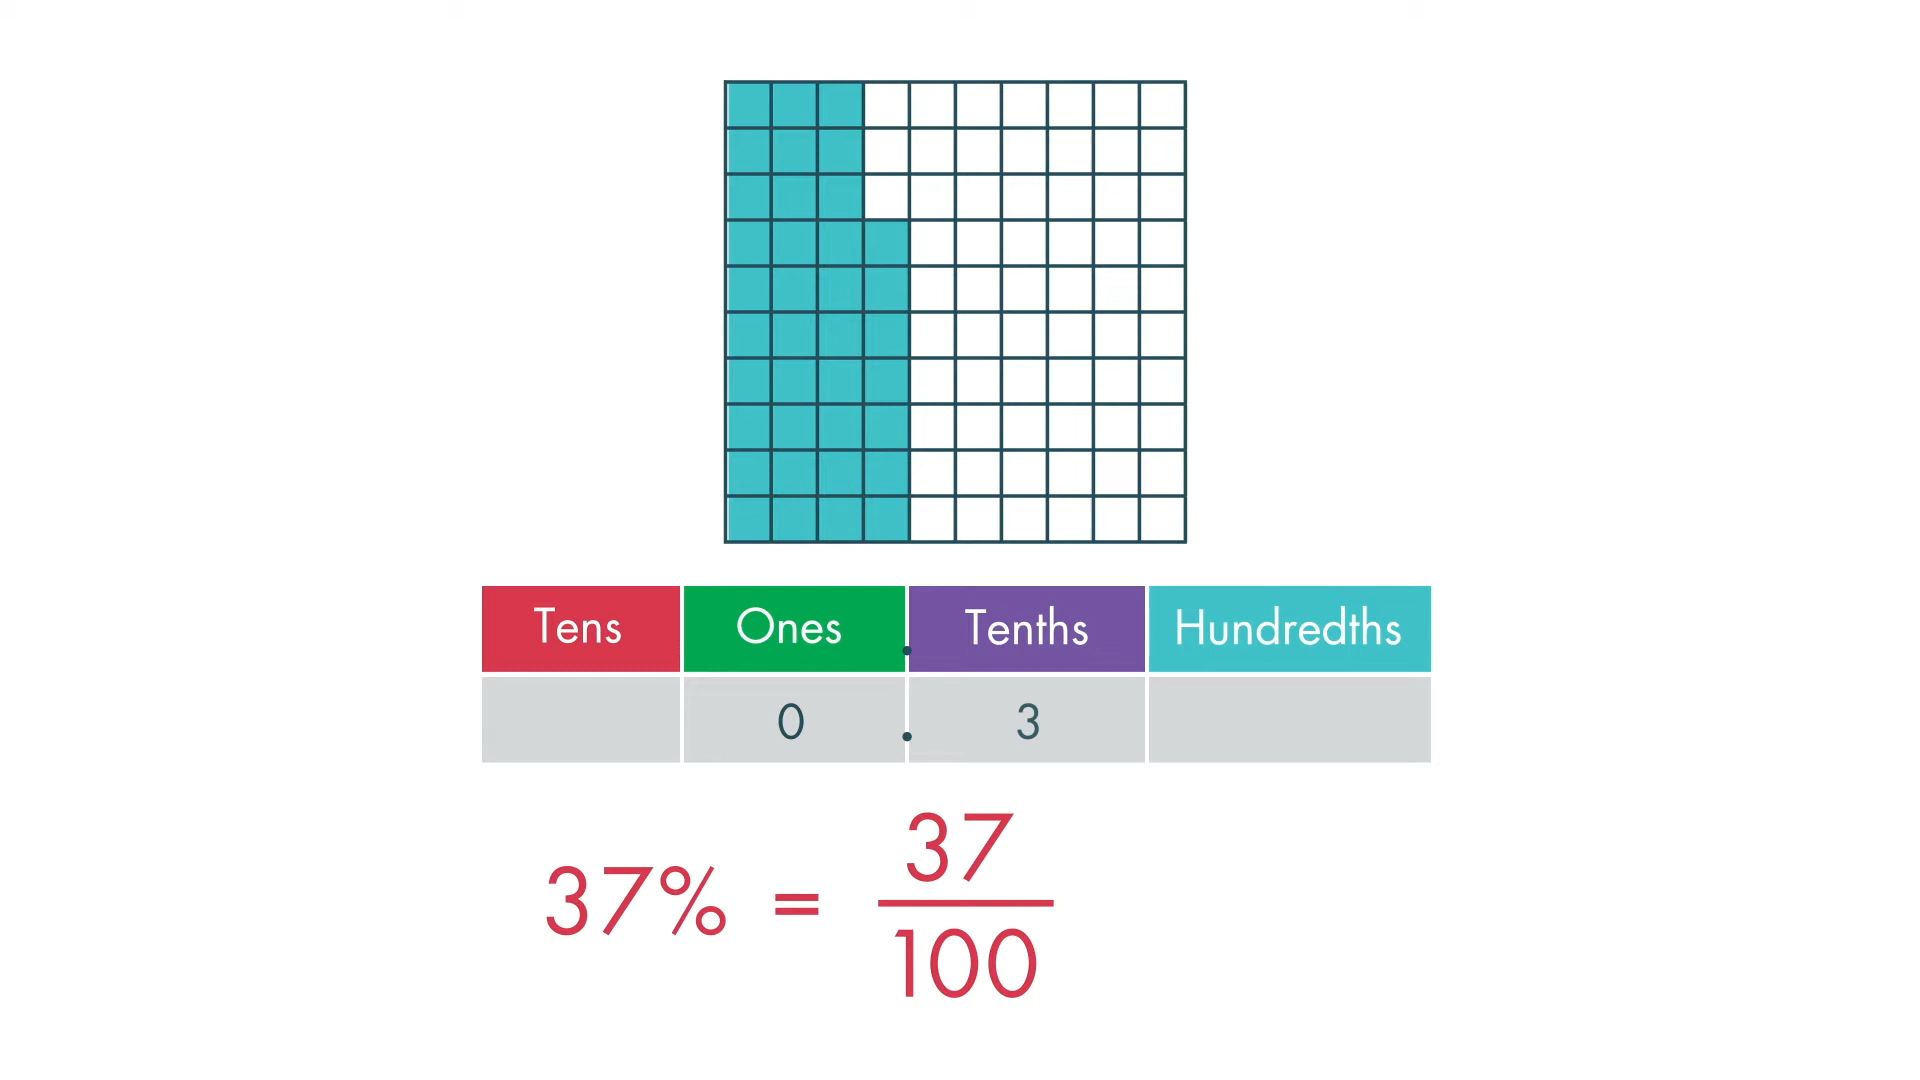 Tens Ones . Tenths Hundredths
0 . 3
37% = 37
100